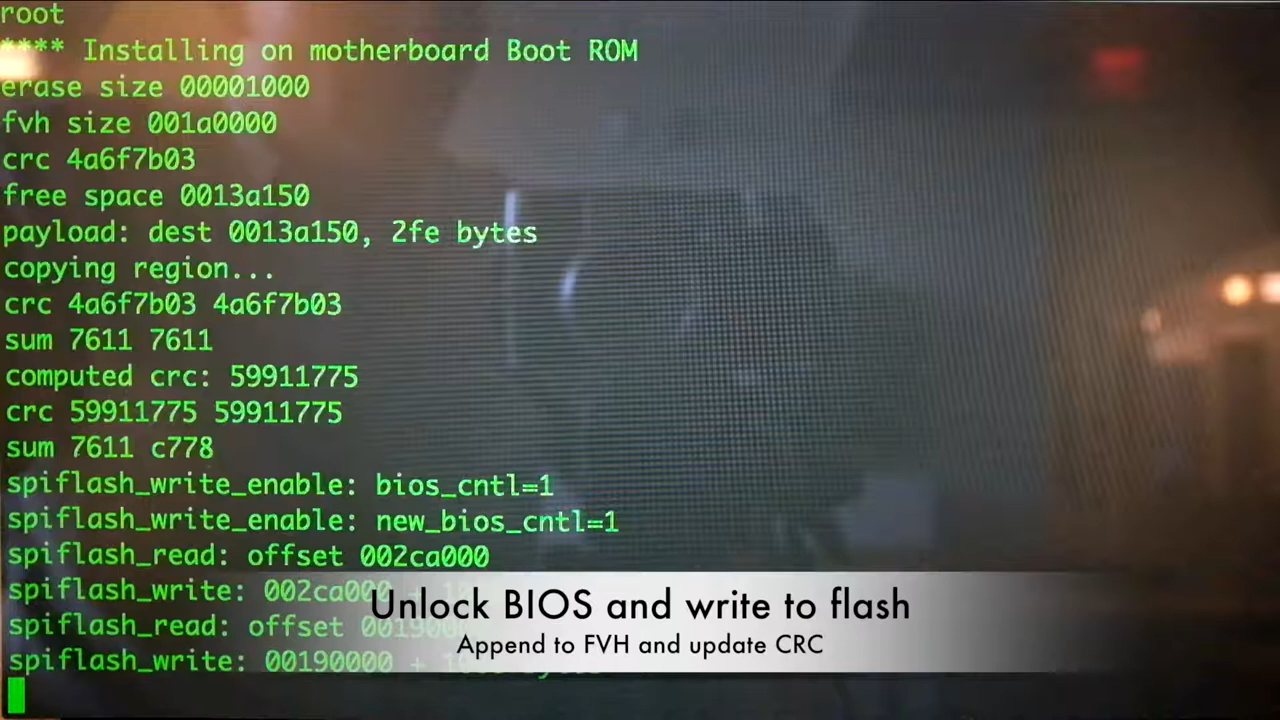 root
**** Installing on motherboard Boot ROM
erase size 00001000
fvh size 001a0000
crc 4a6f7b03
free space 0013a150
payload: dest 0013a150, 2fe bytes
copying region...
crc 4a6f7b03 4a6f7b03
sum 7611 7611
computed crc: 59911775
crc 59911775 59911775
sum 7611 c778
spiflash_write_enable: bios_cntl=1
spiflash_write_enable: new_bios_cntl=1
spiflash_read: offset 002ca000
spiflash_write: 002ca000 +
spiflash_read: offset
spiflash_write: 00190000 +
Unlock BIOS and write to flash
Append to FVH and update CRC